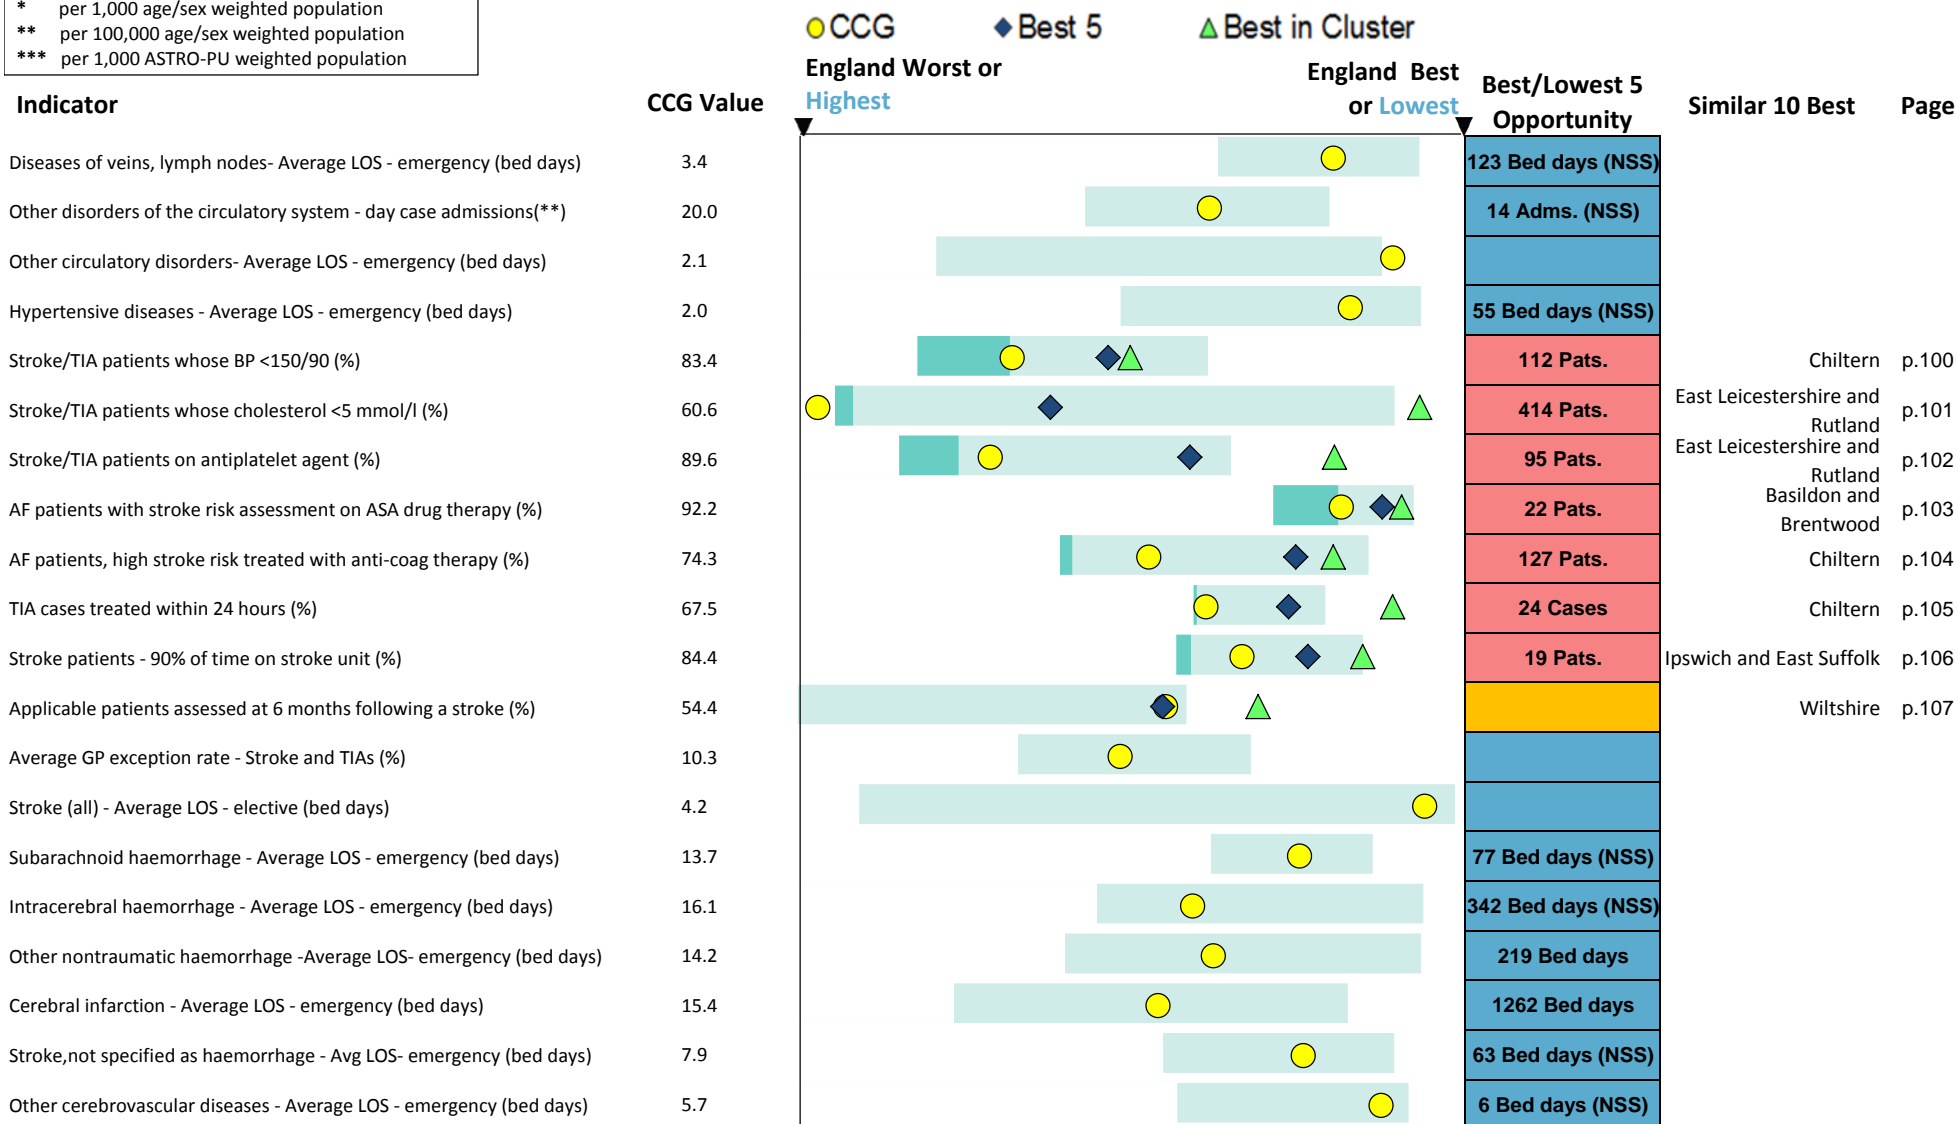 * per 1,000 age/sex weighted population
** per 100,000 age/sex weighted population
*** per 1,000 ASTRO-PU weighted population
CCG Best 5 Best in Cluster
England Worst or
Highest
England Best
or Lowest
Indicator CCG Value Best/Lowest 5
Opportunity Similar 10 Best Page
Diseases of veins, lymph nodes- Average LOS - emergency (bed days) 3.4 123 Bed days (NSS)
Other disorders of the circulatory system - day case admissions(**) 20.0 14 Adms. (NSS)
Other circulatory disorders- Average LOS - emergency (bed days) 2.1
Hypertensive diseases - Average LOS - emergency (bed days) 2.0 55 Bed days (NSS)
Stroke/TIA patients whose BP <150/90 (%) 83.4 112 Pats. Chiltern p.100
Stroke/TIA patients whose cholesterol <5 mmol/l (%) 60.6 414 Pats. East Leicestershire and
Rutland p.101
Stroke/TIA patients on antiplatelet agent (%) 89.6 95 Pats. East Leicestershire and
Rutland p.102
AF patients with stroke risk assessment on ASA drug therapy (%) 92.2 22 Pats. Basildon and
Brentwood p.103
AF patients, high stroke risk treated with anti-coag therapy (%) 74.3 127 Pats. Chiltern p.104
TIA cases treated within 24 hours (%) 67.5 24 Cases Chiltern p.105
Stroke patients - 90% of time on stroke unit (%) 84.4 19 Pats. Ipswich and East Suffolk p.106
Applicable patients assessed at 6 months following a stroke (%) 54.4 Wiltshire p.107
Average GP exception rate - Stroke and TIAs (%) 10.3
Stroke (all) - Average LOS - elective (bed days) 4.2
Subarachnoid haemorrhage - Average LOS - emergency (bed days) 13.7 77 Bed days (NSS)
Intracerebral haemorrhage - Average LOS - emergency (bed days) 16.1 342 Bed days (NSS)
Other nontraumatic haemorrhage -Average LOS- emergency (bed days) 14.2 219 Bed days
Cerebral infarction - Average LOS - emergency (bed days) 15.4 1262 Bed days
Stroke,not specified as haemorrhage - Avg LOS- emergency (bed days) 7.9 63 Bed days (NSS)
Other cerebrovascular diseases - Average LOS - emergency (bed days) 5.7 6 Bed days (NSS)